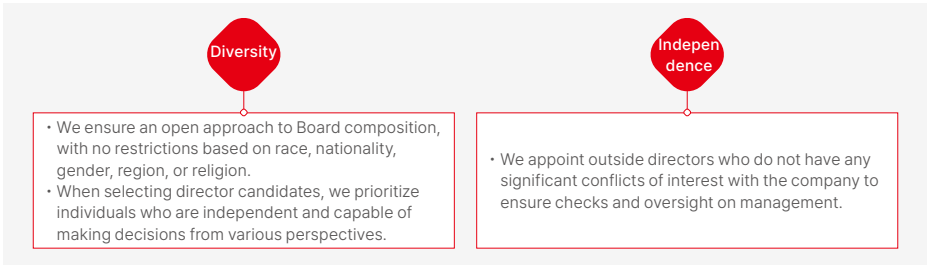 Diversity
・We ensure an open approach to Board composition,
with no restrictions based on race, nationality,
gender, region, or religion.
・When selecting director candidates, we prioritize
individuals who are independent and capable of
making decisions from various perspectives.
Indepen
dence
・We appoint outside directors who do not have any
significant conflicts of interest with the company to
ensure checks and oversight on management.